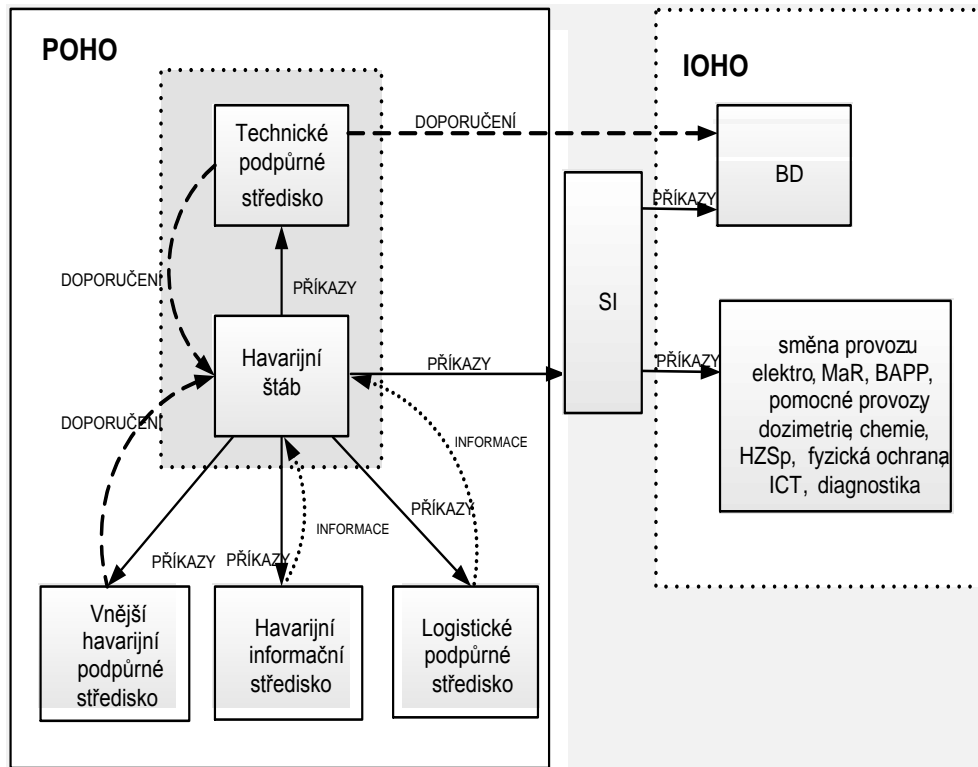 POHO
IOHO
Technické
podpůrné
středisko
DOPORUČENÍ
BD
PŘÍKAZY
DOPORUČENÍ
PŘÍKAZY
SI
Havarijní
štáb
PŘÍKAZY
PŘÍKAZY
směna provozu
elektro, MaR, BAPP,
pomocné provozy,
dozimetrie, chemie,
HZSp, fyzická ochrana,
ICT, diagnostika
DOPORUČENÍ
INFORMACE
INFORMACE
PŘÍKAZY
PŘÍKAZY
PŘÍKAZY
Vnější
havarijní
podpůrné
středisko
Havarijní
informační
středisko
Logistické
podpůrné
středisko